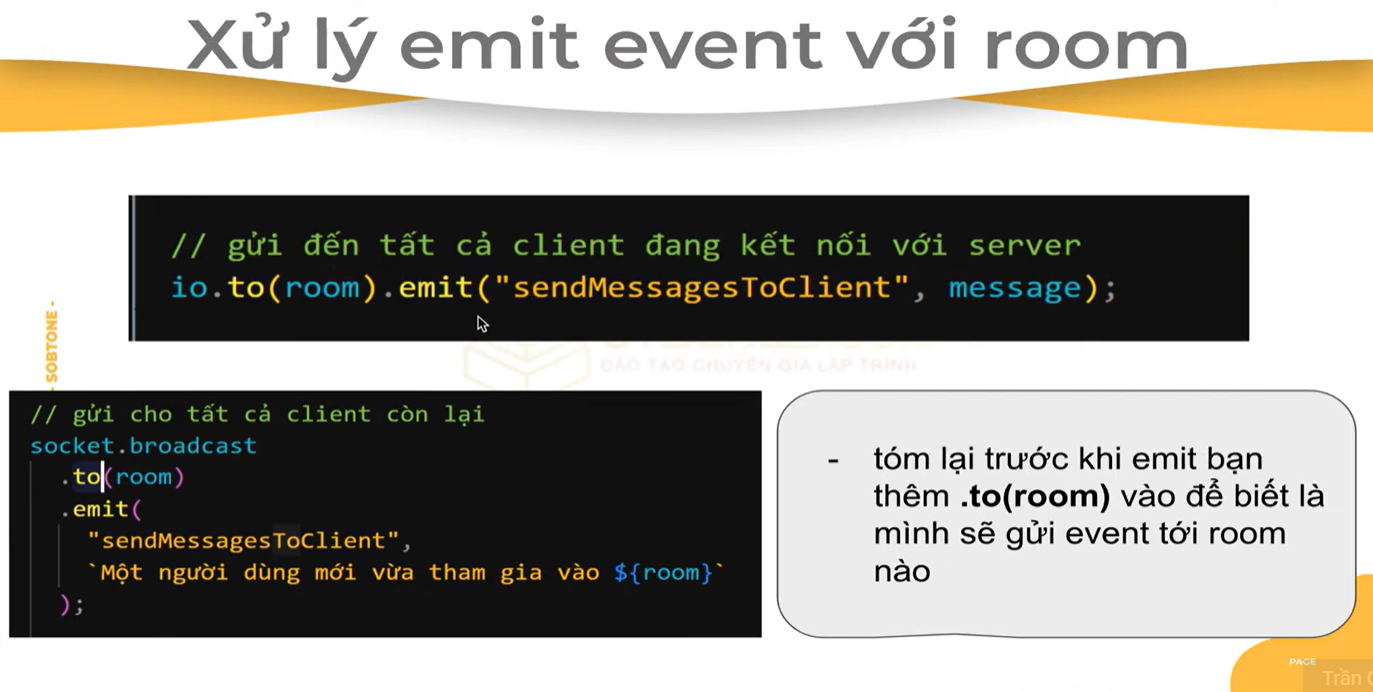 Xử lý emit event với room
// gửi đến tất cả client đang kết nối với server
io.to(room).emit("sendMessagesToClient", message);
- SOBTONE -
ĐÀO TẠO CHUYÊN GIA LẬP TRÌNH
// gửi cho tất cả client còn lại
socket.broadcast
.to(room)
.emit(
"sendMessagesToClient",
`Một người dùng mới vừa tham gia vào ${room}`
);
- tóm lại trước khi emit bạn
thêm .to(room) vào để biết là
mình sẽ gửi event tới room
nào
PAGE
Trần